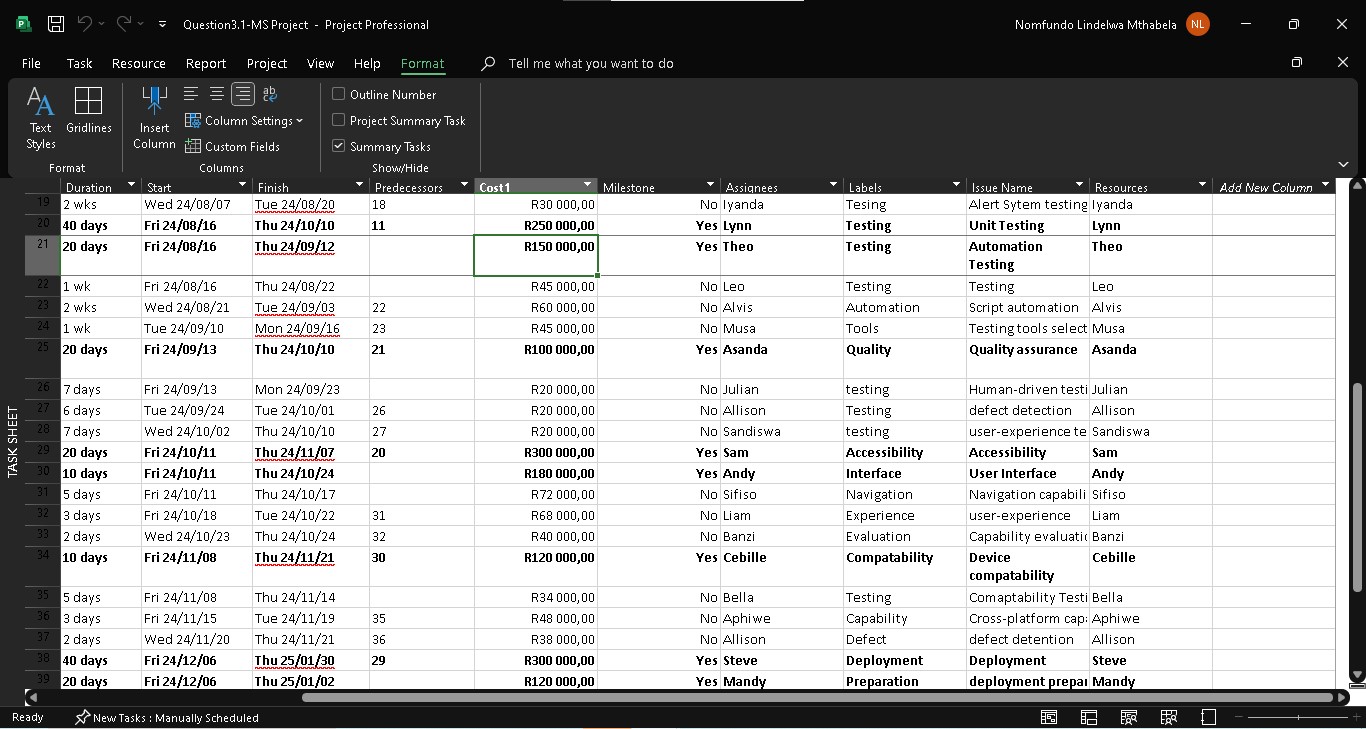 Question3.1-MS Project - Project Professional
Nomfundo Lindelwa Mthabela NL
File Task Resource Report Project View Help Format Tell me what you want to do
Text Styles
Gridlines
Format
Insert Column
Column Settings
Custom Fields
Columns
Outline Number
Project Summary Task
Summary Tasks
Show/Hide
Duration Start Finish Predecessors Cost1 Milestone Assignees Labels Issue Name Resources Add New Column
19 2 wks Wed 24/08/07 Tue 24/08/20 18 R30 000,00 No Iyanda Tesing Alert Sytem testing Iyanda
20 40 days Fri 24/08/16 Thu 24/10/10 11 R250 000,00 Yes Lynn Testing Unit Testing Lynn
21 20 days Fri 24/08/16 Thu 24/09/12 R150 000,00 Yes Theo Testing Automation Testing Theo
22 1 wk Fri 24/08/16 Thu 24/08/22 R45 000,00 No Leo Testing Testing Leo
23 2 wks Wed 24/08/21 Tue 24/09/03 22 R60 000,00 No Alvis Automation Script automation Alvis
24 1 wk Tue 24/09/10 Mon 24/09/16 23 R45 000,00 No Musa Tools Testing tools select Musa
25 20 days Fri 24/09/13 Thu 24/10/10 21 R100 000,00 Yes Asanda Quality Quality assurance Asanda
26 7 days Fri 24/09/13 Mon 24/09/23 R20 000,00 No Julian testing Human-driven testi Julian
27 6 days Tue 24/09/24 Tue 24/10/01 26 R20 000,00 No Allison Testing defect detection Allison
28 7 days Wed 24/10/02 Thu 24/10/10 27 R20 000,00 No Sandiswa testing user-experience te Sandiswa
29 20 days Fri 24/10/11 Thu 24/11/07 20 R300 000,00 Yes Sam Accessibility Accessibility Sam
30 10 days Fri 24/10/11 Thu 24/10/24 R180 000,00 Yes Andy Interface User Interface Andy
31 5 days Fri 24/10/11 Thu 24/10/17 R72 000,00 No Sifiso Navigation Navigation capabili Sifiso
32 3 days Fri 24/10/18 Tue 24/10/22 31 R68 000,00 No Liam Experience user-experience Liam
33 2 days Wed 24/10/23 Thu 24/10/24 32 R40 000,00 No Banzi Evaluation Capability evaluati Banzi
34 10 days Fri 24/11/08 Thu 24/11/21 30 R120 000,00 Yes Cebille Compatability Device compatability Cebille
35 5 days Fri 24/11/08 Thu 24/11/14 R34 000,00 No Bella Testing Comaptability Testi Bella
36 3 days Fri 24/11/15 Tue 24/11/19 35 R48 000,00 No Aphiwe Capability Cross-platform cap Aphiwe
37 2 days Wed 24/11/20 Thu 24/11/21 36 R38 000,00 No Allison Defect defect detention Allison
38 40 days Fri 24/12/06 Thu 25/01/30 29 R300 000,00 Yes Steve Deployment Deployment Steve
39 20 days Fri 24/12/06 Thu 25/01/02 R120 000,00 Yes Mandy Preparation deployment prepar Mandy
TASK SHEET
Ready New Tasks : Manually Scheduled